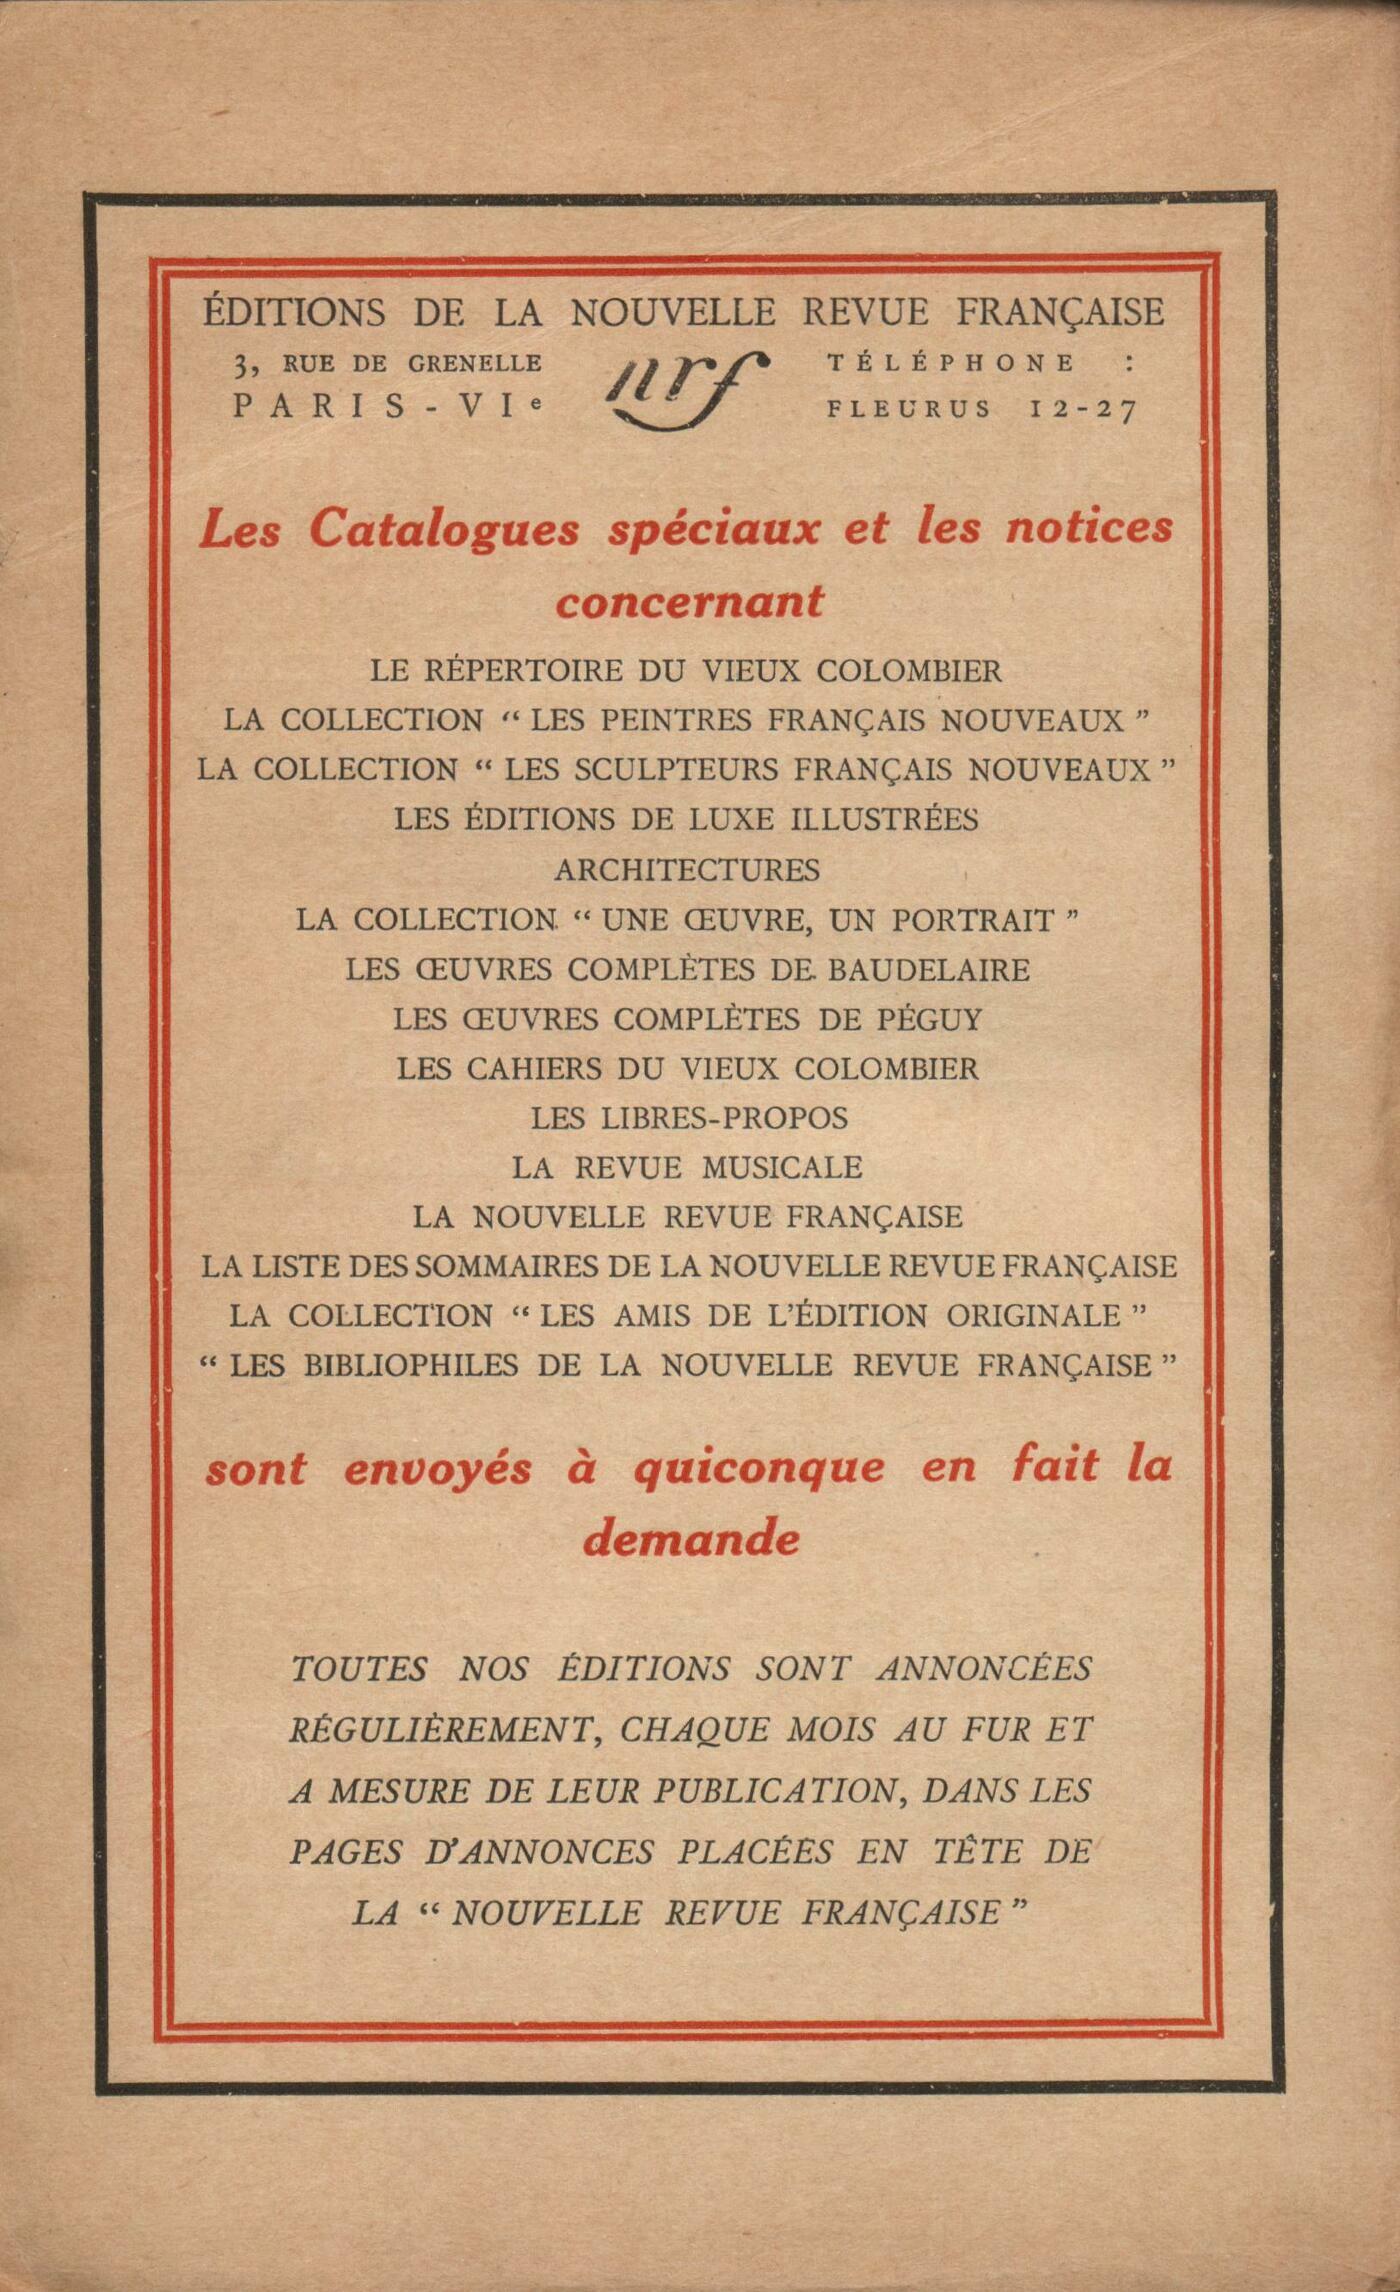 ÉDITIONS DE LA NOUVELLE REVUE FRANÇAISE
3, RUE DE GRENELLE
PARIS-VIe
nrf
TÉLÉPHONE :
FLEURUS 12-27
Les Catalogues spéciaux et les notices
concernant
LE RÉPERTOIRE DU VIEUX COLOMBIER
LA COLLECTION “ LES PEINTRES FRANÇAIS NOUVEAUX ”
LA COLLECTION “ LES SCULPTEURS FRANÇAIS NOUVEAUX ”
LES ÉDITIONS DE LUXE ILLUSTRÉES
ARCHITECTURES
LA COLLECTION “ UNE ŒUVRE, UN PORTRAIT ”
LES ŒUVRES COMPLÈTES DE BAUDELAIRE
LES ŒUVRES COMPLÈTES DE PÉGUY
LES CAHIERS DU VIEUX COLOMBIER
LES LIBRES-PROPOS
LA REVUE MUSICALE
LA NOUVELLE REVUE FRANÇAISE
LA LISTE DES SOMMAIRES DE LA NOUVELLE REVUE FRANÇAISE
LA COLLECTION “ LES AMIS DE L’ÉDITION ORIGINALE ”
“ LES BIBLIOPHILES DE LA NOUVELLE REVUE FRANÇAISE ”
sont envoyés à quiconque en fait la
demande
TOUTES NOS ÉDITIONS SONT ANNONCÉES
RÉGULIÈREMENT, CHAQUE MOIS AU FUR ET
A MESURE DE LEUR PUBLICATION, DANS LES
PAGES D’ANNONCES PLACÉES EN TÊTE DE
LA “ NOUVELLE REVUE FRANÇAISE ”